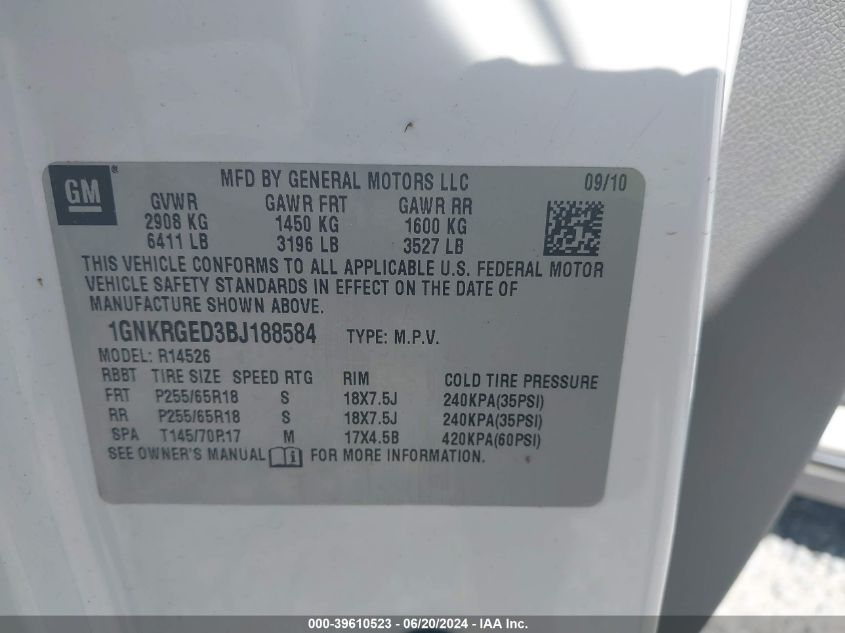 GM ®
MFD BY GENERAL MOTORS LLC 09/10
GVWR GAWR FRT GAWR RR
2908 KG 1450 KG 1600 KG
6411 LB 3196 LB 3527 LB
THIS VEHICLE CONFORMS TO ALL APPLICABLE U.S. FEDERAL MOTOR
VEHICLE SAFETY STANDARDS IN EFFECT ON THE DATE OF
MANUFACTURE SHOWN ABOVE.
1GNKRGED3BJ188584 TYPE: M.P.V.
MODEL: R14526
RBBT TIRE SIZE SPEED RTG RIM COLD TIRE PRESSURE
FRT P255/65R18 S 18X7.5J 240KPA(35PSI)
RR P255/65R18 S 18X7.5J 240KPA(35PSI)
SPA T145/70R17 M 17X4.5B 420KPA(60PSI)
SEE OWNER'S MANUAL FOR MORE INFORMATION.
000-39610523 - 06/20/2024 - IAA Inc.